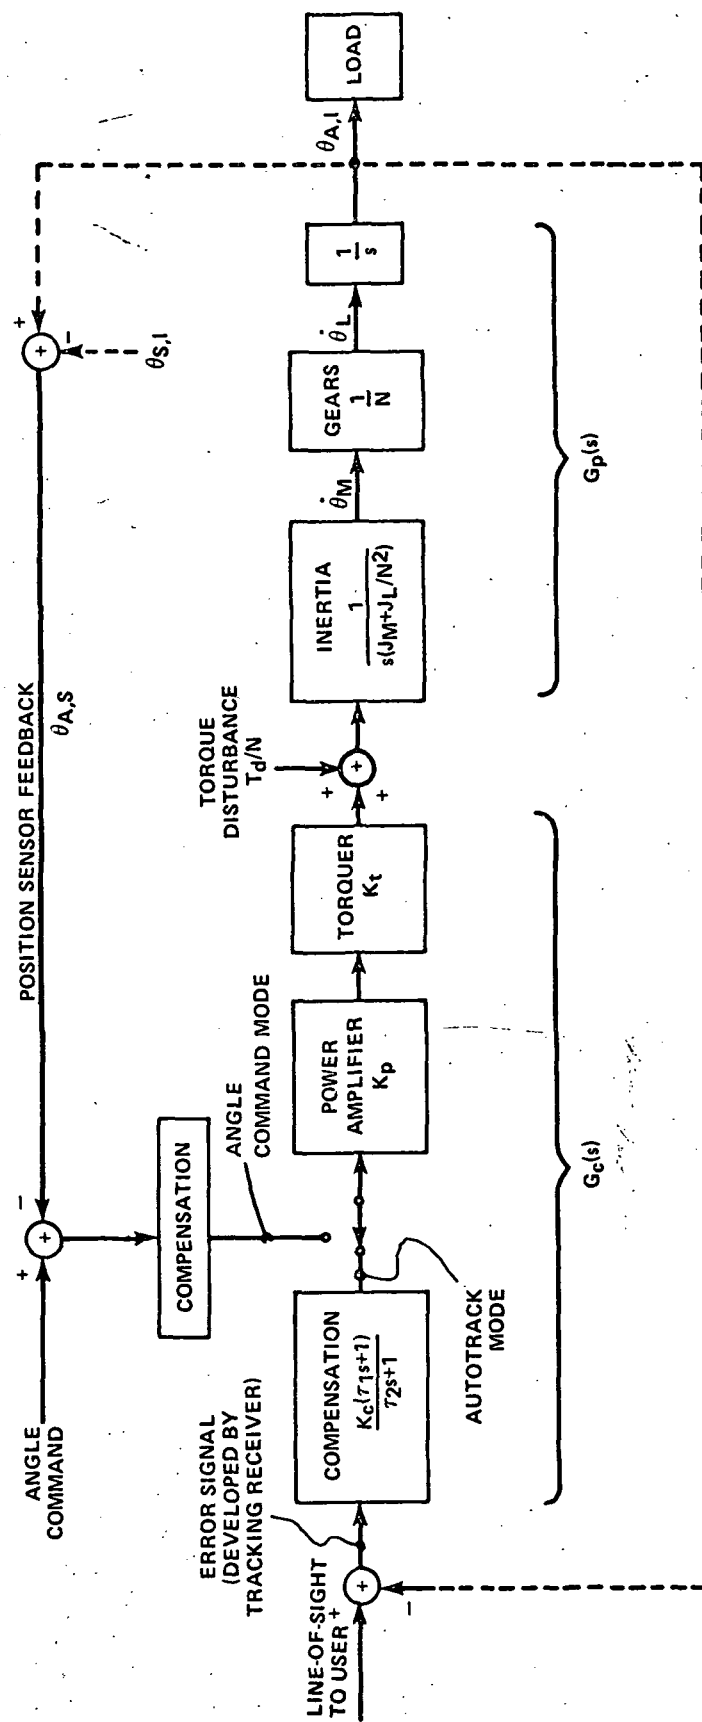 POSITION SENSOR FEEDBACK
θA,S
ANGLE
COMMAND
+
-
+
+
-
+
θS,I
COMPENSATION
ANGLE
COMMAND MODE
TORQUE
DISTURBANCE
Td/N
ERROR SIGNAL
(DEVELOPED BY
TRACKING RECEIVER)
LINE-OF-SIGHT
TO USER
+
+
-
COMPENSATION
Kc(τ1s+1)
τ2s+1
AUTOTRACK
MODE
POWER
AMPLIFIER
Kp
TORQUER
Kt
+
+
+
INERTIA
1
s(JM+JL/N2)
θ̇M
GEARS
1
N
θ̇L
1
s
θA,I
LOAD
Gc(s)
Gp(s)